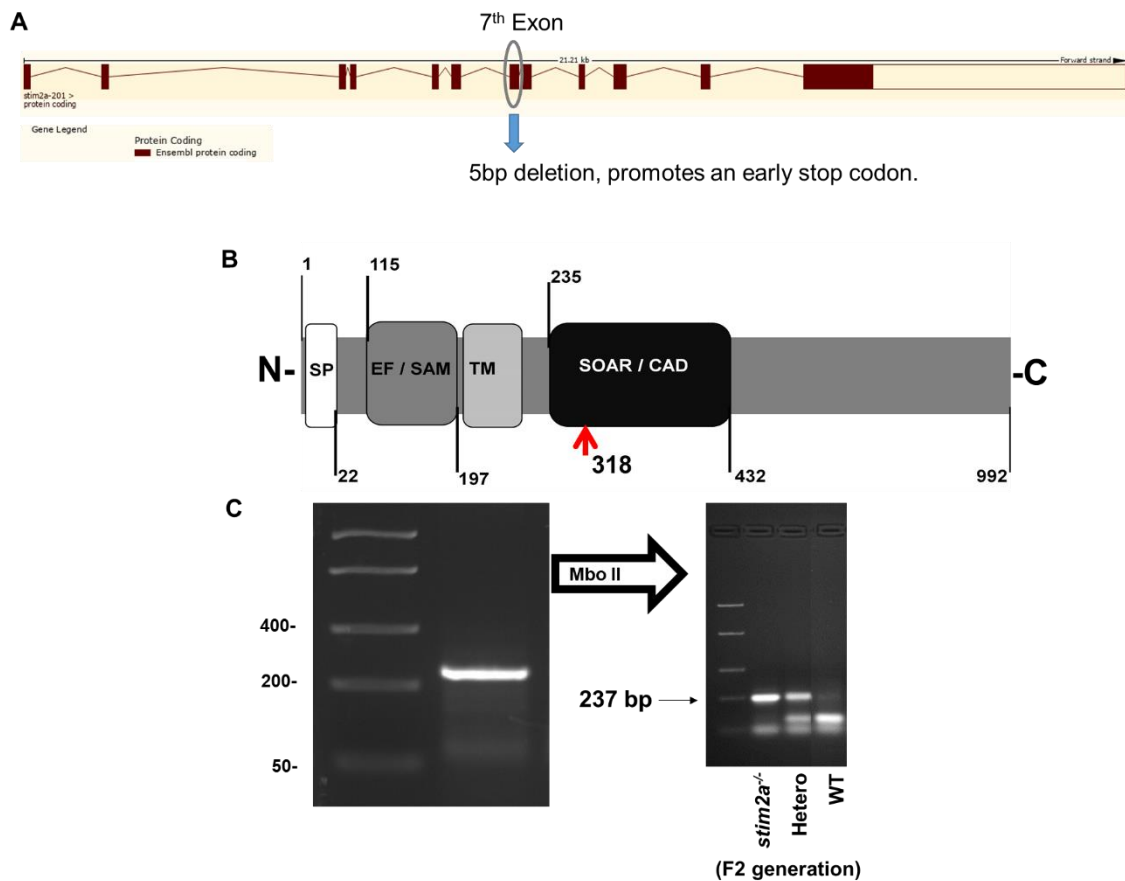 A
7th Exon
21.21 kb
Forward strand
stim2a-201 >
protein coding
Gene Legend
Protein Coding
Ensembl protein coding
5bp deletion, promotes an early stop codon.
B
1
115
235
N-
SP
EF / SAM
TM
SOAR / CAD
-C
318
22
197
432
992
C
Mbo II
400-
200-
50-
237 bp
stim2a-/-
Hetero
WT
(F2 generation)